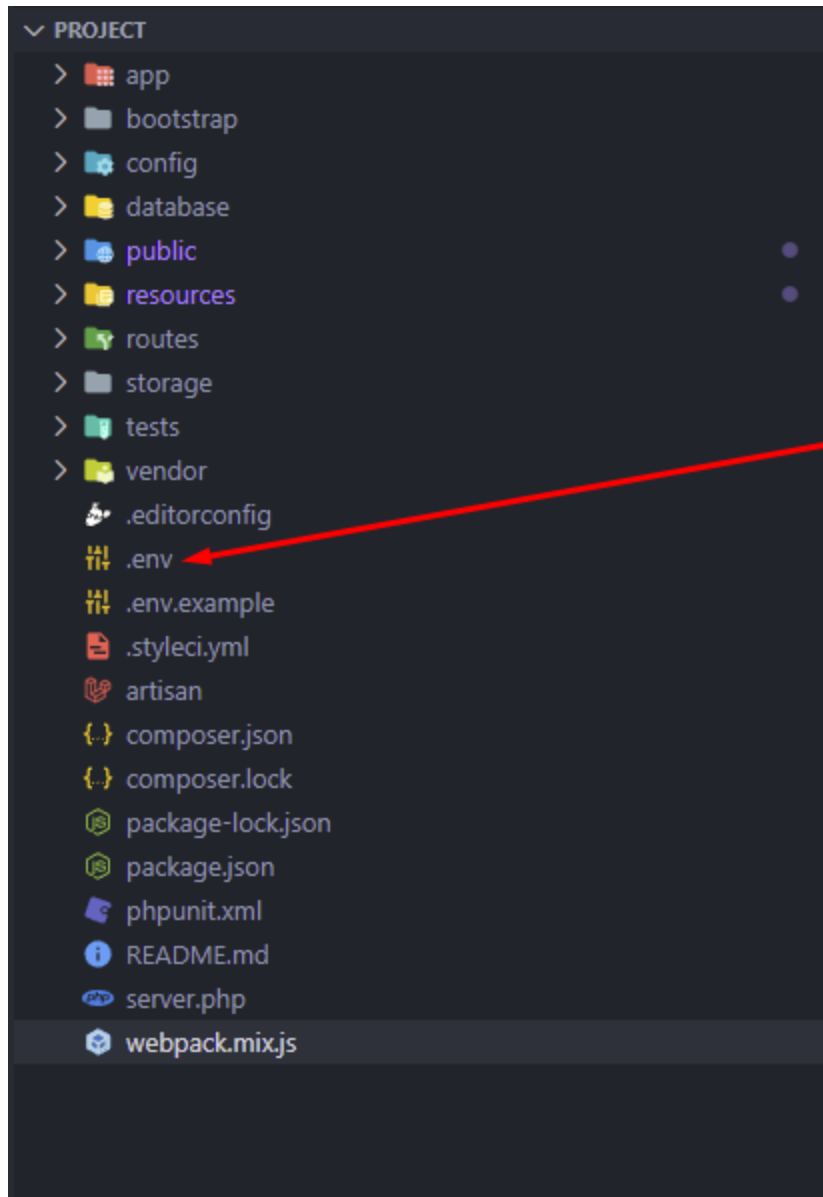 PROJECT
app
bootstrap
config
database
public
resources
routes
storage
tests
vendor
.editorconfig
.env
.env.example
.styleci.yml
artisan
composer.json
composer.lock
package-lock.json
package.json
phpunit.xml
README.md
server.php
webpack.mix.js